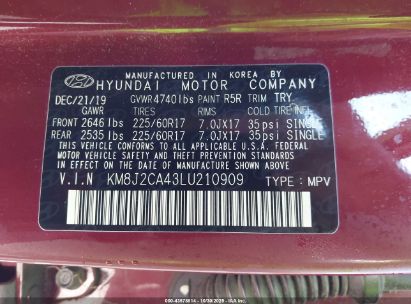 MANUFACTURED IN KOREA BY
HYUNDAI MOTOR COMPANY
DEC/21/19 GVWR 4740lbs PAINT R5R TRIM TRY
GAWR TIRES RIMS COLD TIRE INF
FRONT 2646 lbs 225/60R17 7.0JX17 35psi SINGLE
REAR 2535 lbs 225/60R17 7.0JX17 35psi SINGLE
THIS VEHICLE CONFORMS TO ALL APPLICABLE U.S.A. FEDERAL
MOTOR VEHICLE SAFETY, BUMPER, AND THEFT PREVENTION
STANDARDS IN EFFECT ON THE DATE OF MANUFACTURE
SHOWN ABOVE.
V.I.N KM8J2CA43LU210909 TYPE : MPV